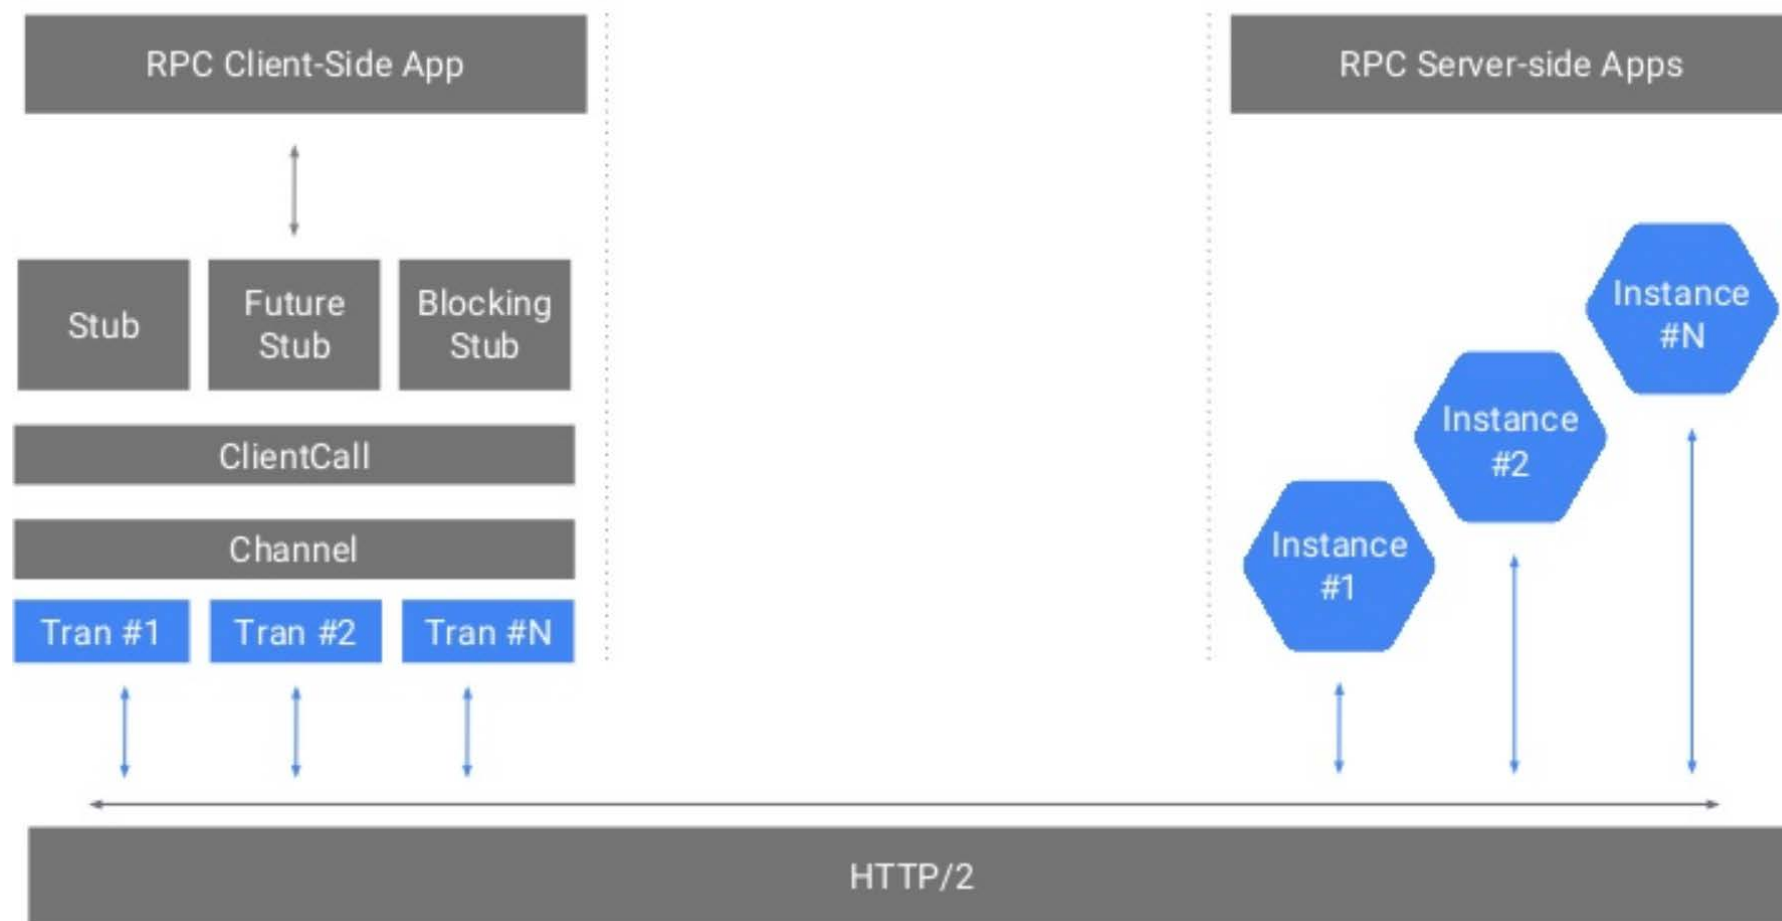 RPC Client-Side App
RPC Server-side Apps
Stub
Future
Stub
Blocking
Stub
ClientCall
Channel
Tran #1
Tran #2
Tran #N
Instance
#1
Instance
#2
Instance
#N
HTTP/2